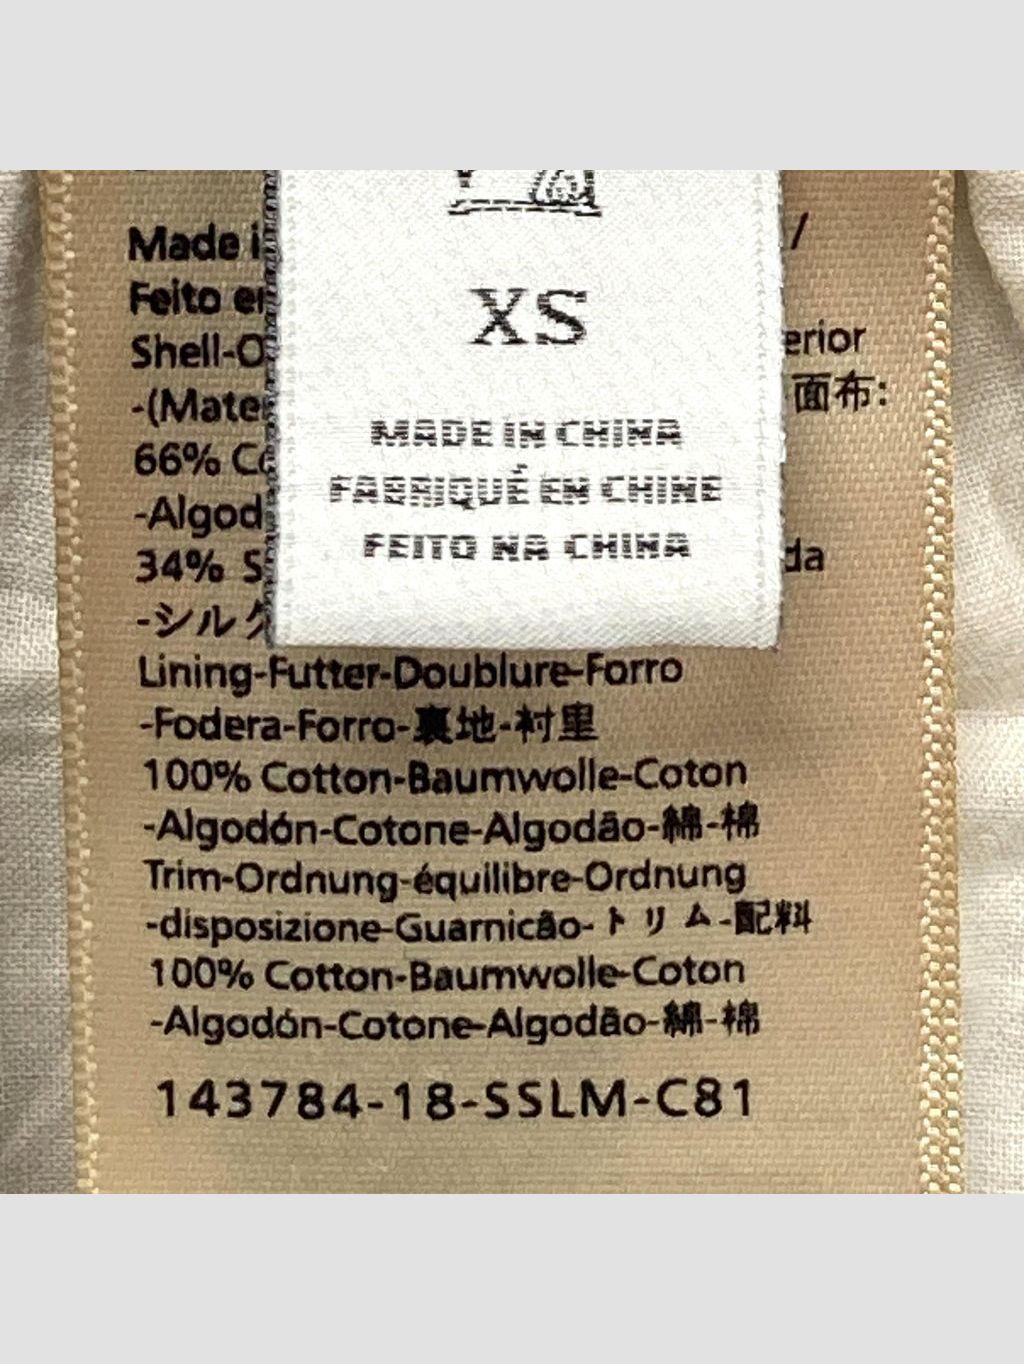 XS
MADE IN CHINA
FABRIQUÉ EN CHINE
FEITO NA CHINA
Made /
Feito
Shell- erior
面布:
66%
34% da
-シルク
Lining-Futter-Doublure-Forro
-Fodera-Forro-裏地-衬里
100% Cotton-Baumwolle-Coton
-Algodón-Cotone-Algodão-綿-棉
Trim-Ordnung-équilibre-Ordnung
-disposizione-Guarnicão-トリム-配料
100% Cotton-Baumwolle-Coton
-Algodón-Cotone-Algodão-綿-棉
143784-18-SSLM-C81